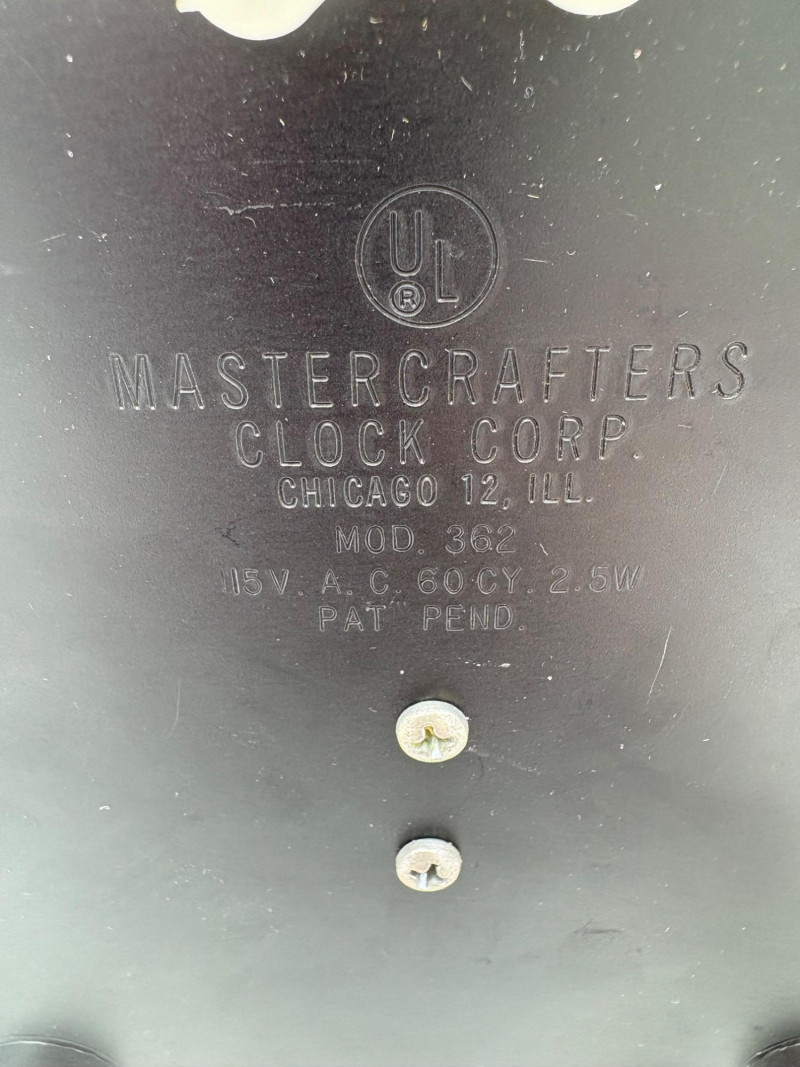 UL
®
MASTERCRAFTERS
CLOCK CORP.
CHICAGO 12, ILL.
MOD. 362
115V. A. C. 60 CY. 2.5W
PAT PEND.